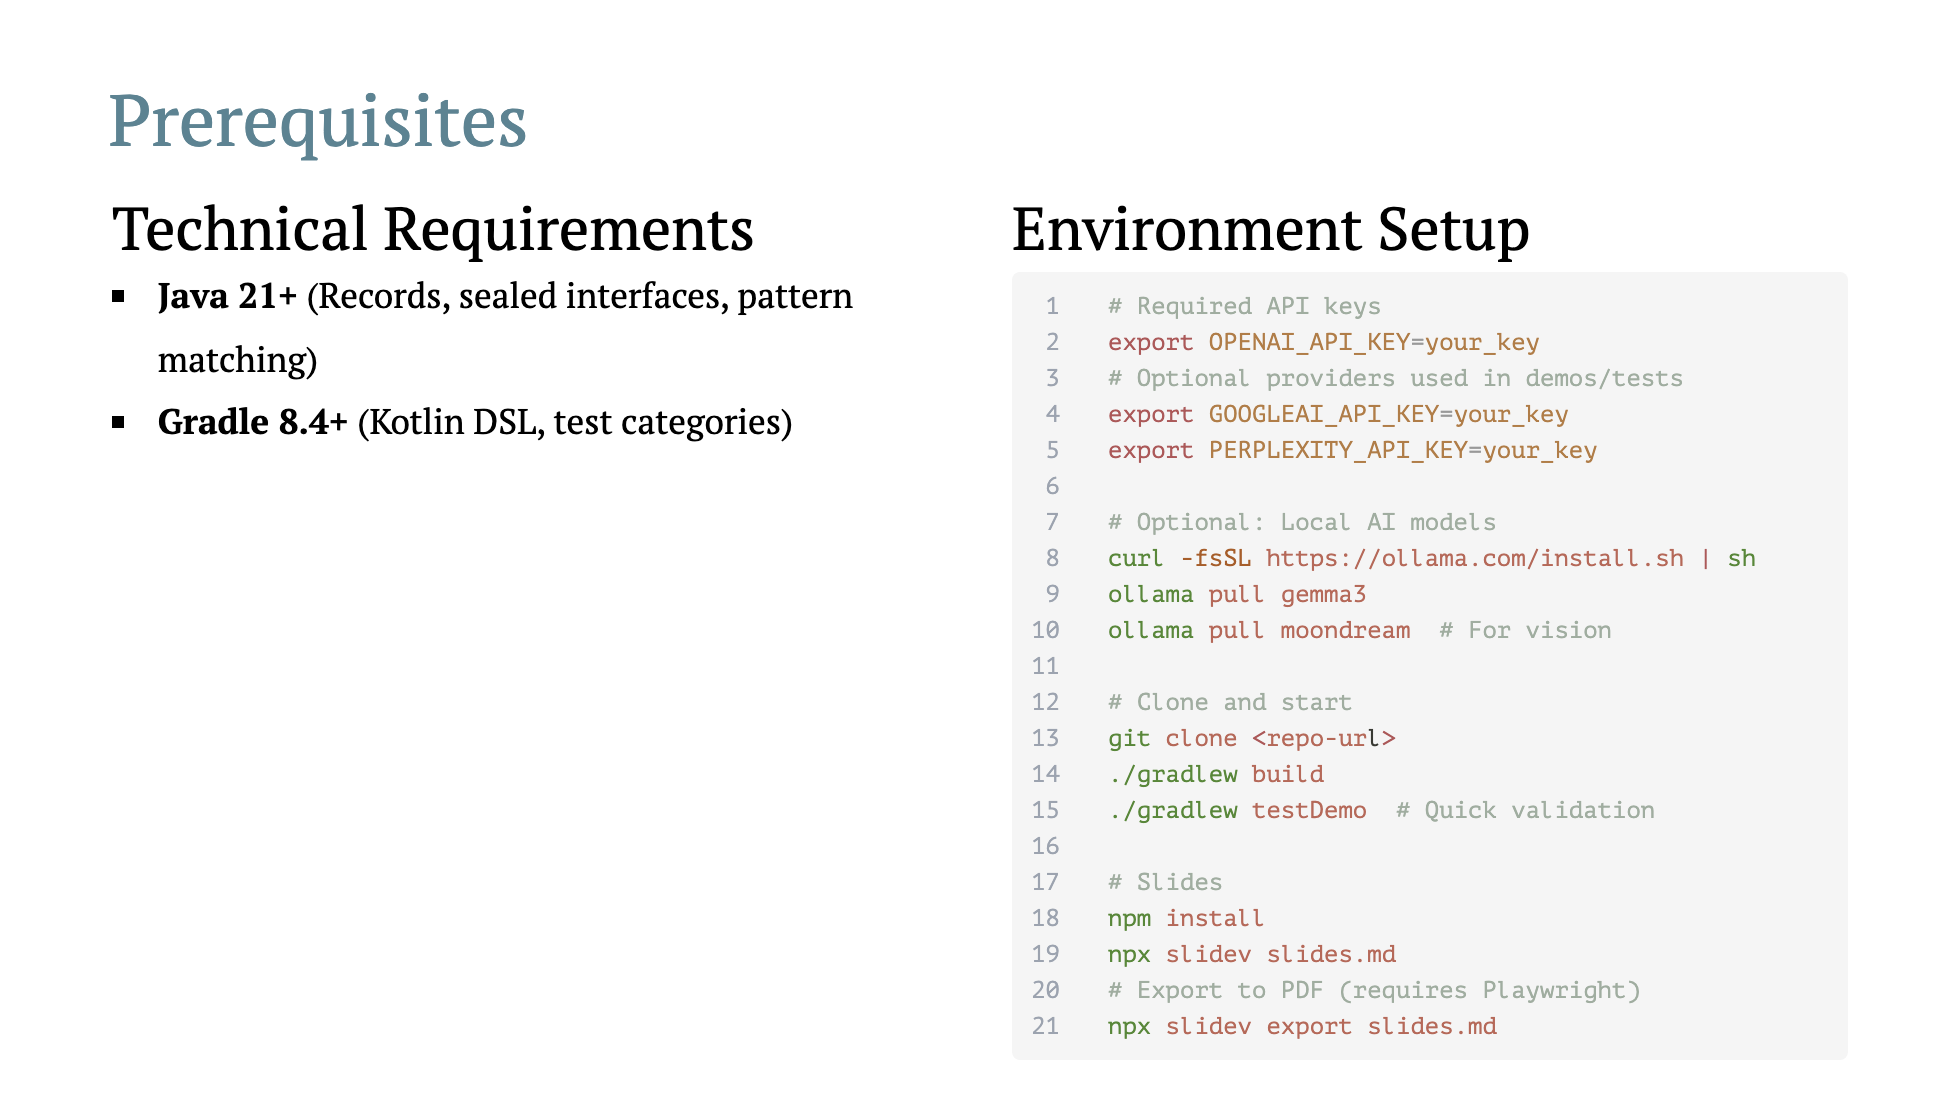 Prerequisites
Technical Requirements
▪ Java 21+ (Records, sealed interfaces, pattern
matching)
▪ Gradle 8.4+ (Kotlin DSL, test categories)
Environment Setup
1 # Required API keys
2 export OPENAI_API_KEY=your_key
3 # Optional providers used in demos/tests
4 export GOOGLEAI_API_KEY=your_key
5 export PERPLEXITY_API_KEY=your_key
6
7 # Optional: Local AI models
8 curl -fsSL https://ollama.com/install.sh | sh
9 ollama pull gemma3
10 ollama pull moondream  # For vision
11
12 # Clone and start
13 git clone <repo-url>
14 ./gradlew build
15 ./gradlew testDemo  # Quick validation
16
17 # Slides
18 npm install
19 npx slidev slides.md
20 # Export to PDF (requires Playwright)
21 npx slidev export slides.md